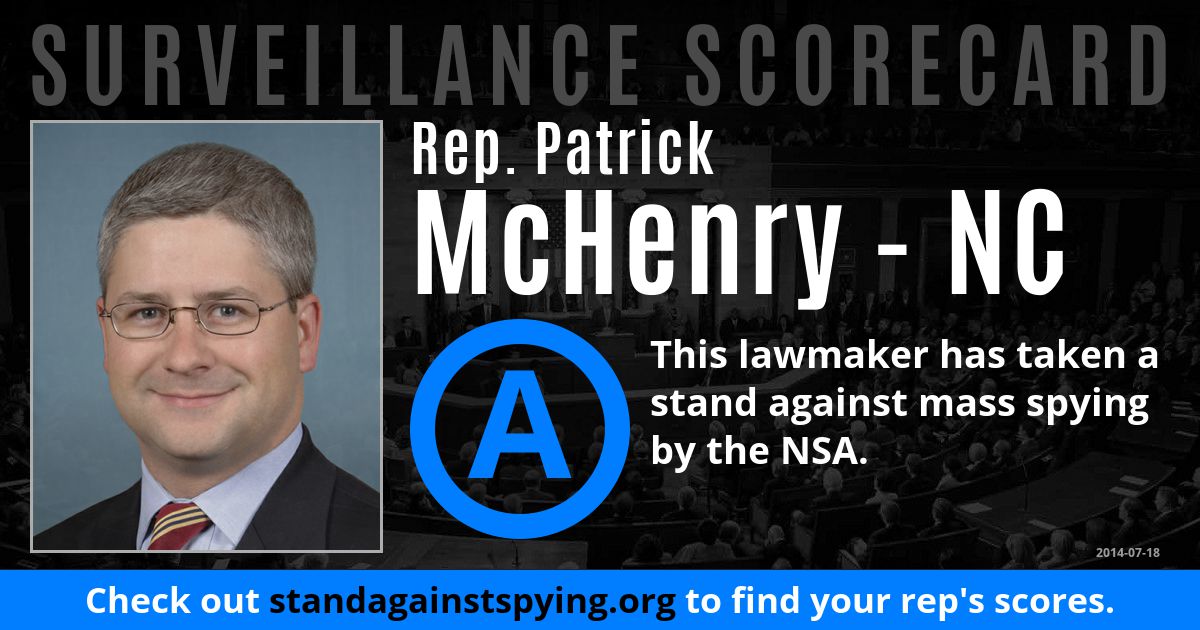 SURVEILLANCE SCORECARD
Rep. Patrick
McHenry - NC
A
This lawmaker has taken a
stand against mass spying
by the NSA.
2014-07-18
Check out standagainstspying.org to find your rep's scores.